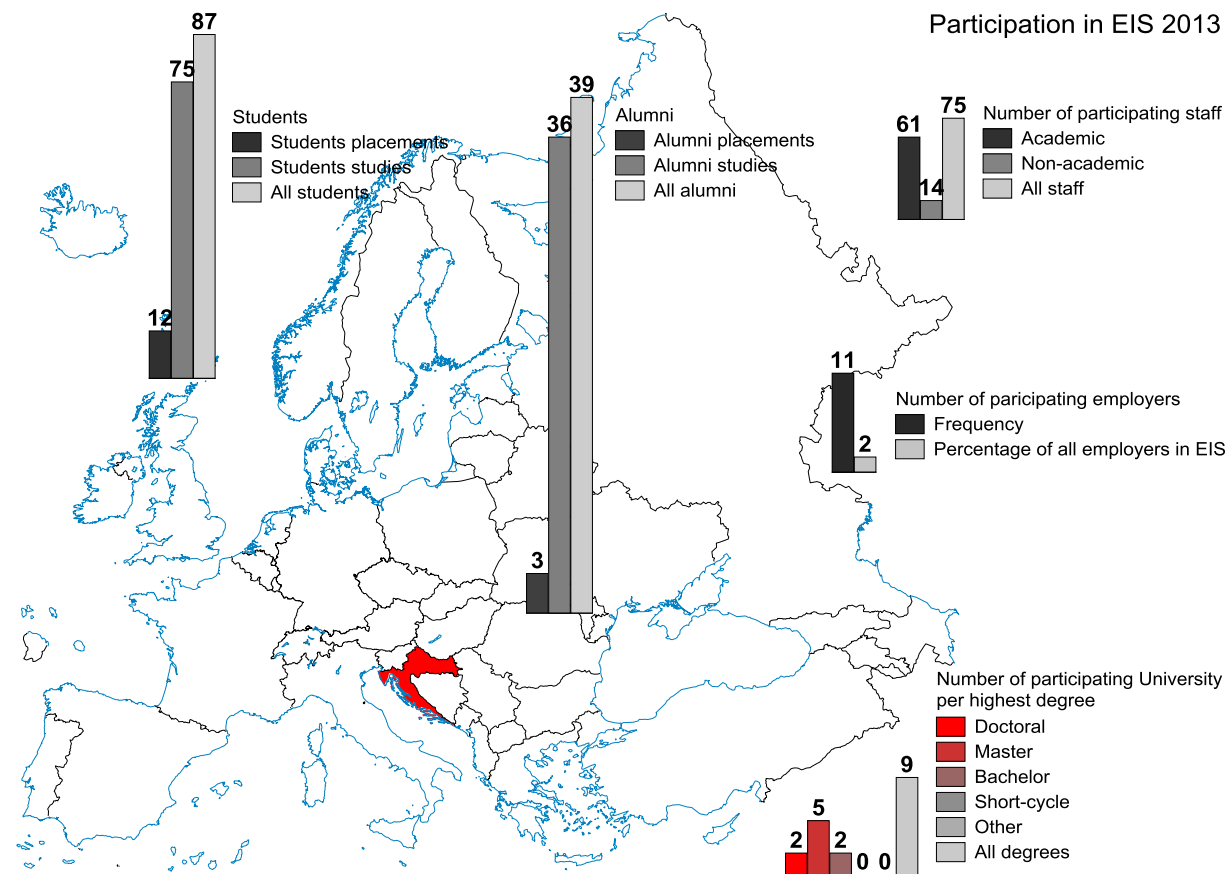 Participation in EIS 2013
87
75
12
Students
Students placements
Students studies
All students
39
36
3
Alumni
Alumni placements
Alumni studies
All alumni
61
14
75
Number of participating staff
Academic
Non-academic
All staff
11
2
Number of paricipating employers
Frequency
Percentage of all employers in EIS
Number of participating University
per highest degree
Doctoral
Master
Bachelor
Short-cycle
Other
All degrees
2
5
2
0
0
9